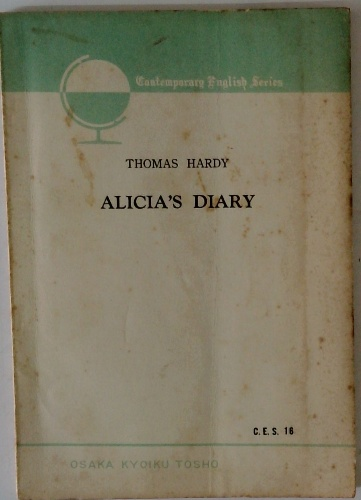 Contemporary English Series
THOMAS HARDY
ALICIA'S DIARY
C. E. S. 16
OSAKA KYOIKU TOSHO